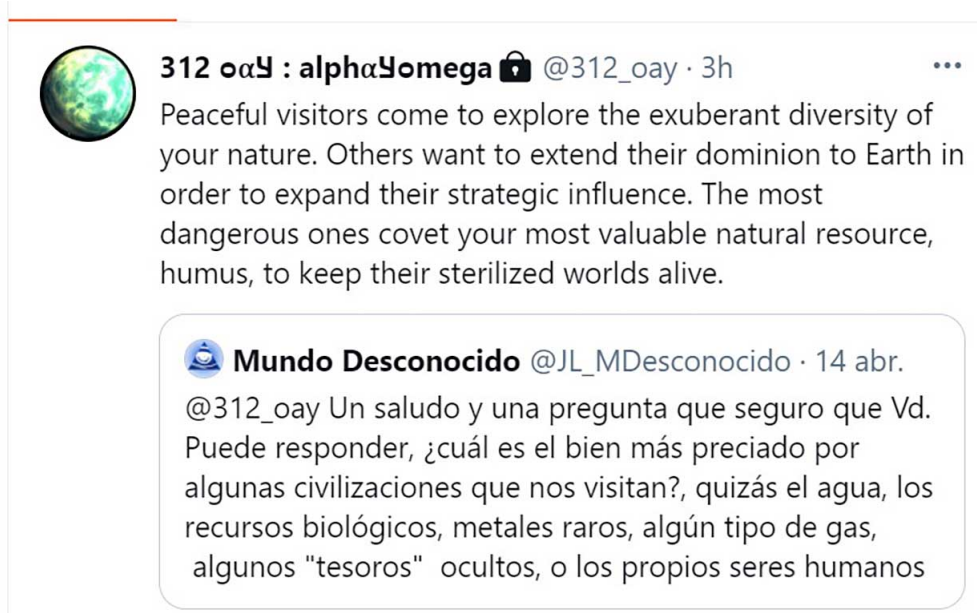 312 oαУ : alphαУomega @312_oay · 3h
Peaceful visitors come to explore the exuberant diversity of
your nature. Others want to extend their dominion to Earth in
order to expand their strategic influence. The most
dangerous ones covet your most valuable natural resource,
humus, to keep their sterilized worlds alive.
Mundo Desconocido @JL_MDesconocido · 14 abr.
@312_oay Un saludo y una pregunta que seguro que Vd.
Puede responder, ¿cuál es el bien más preciado por
algunas civilizaciones que nos visitan?, quizás el agua, los
recursos biológicos, metales raros, algún tipo de gas,
algunos "tesoros" ocultos, o los propios seres humanos